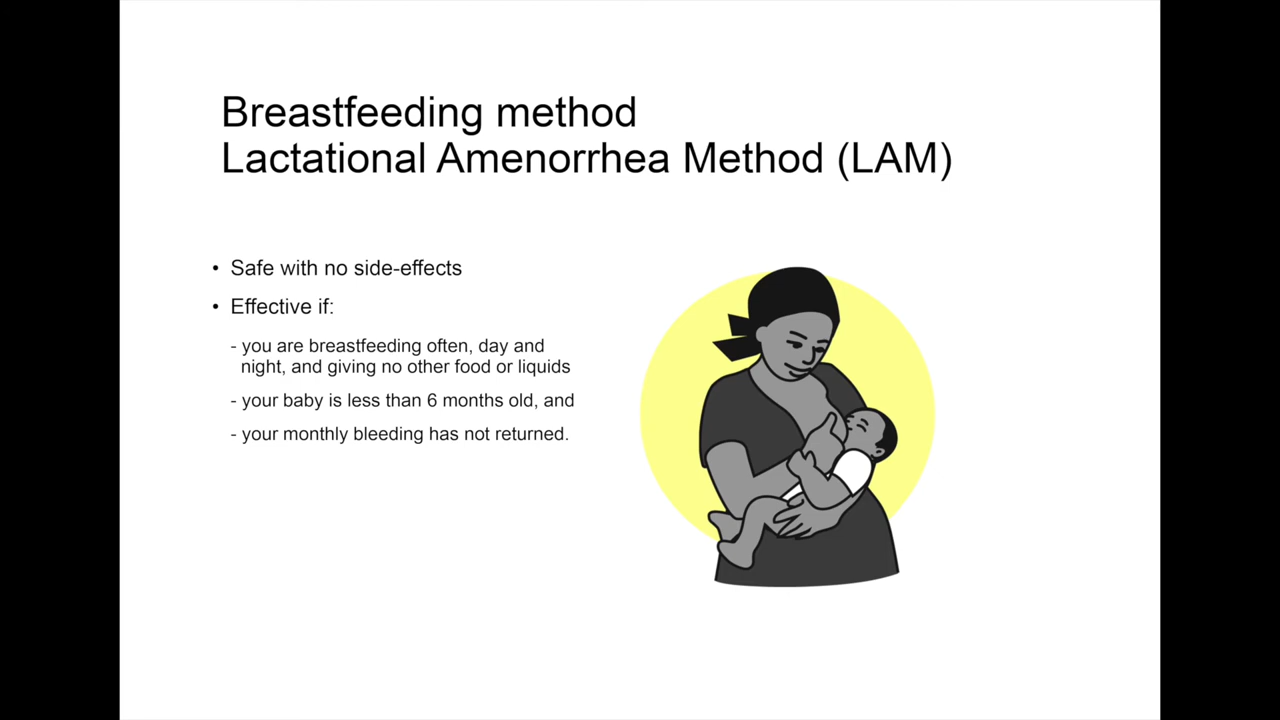 Breastfeeding method
Lactational Amenorrhea Method (LAM)
• Safe with no side-effects
• Effective if:
- you are breastfeeding often, day and
night, and giving no other food or liquids
- your baby is less than 6 months old, and
- your monthly bleeding has not returned.